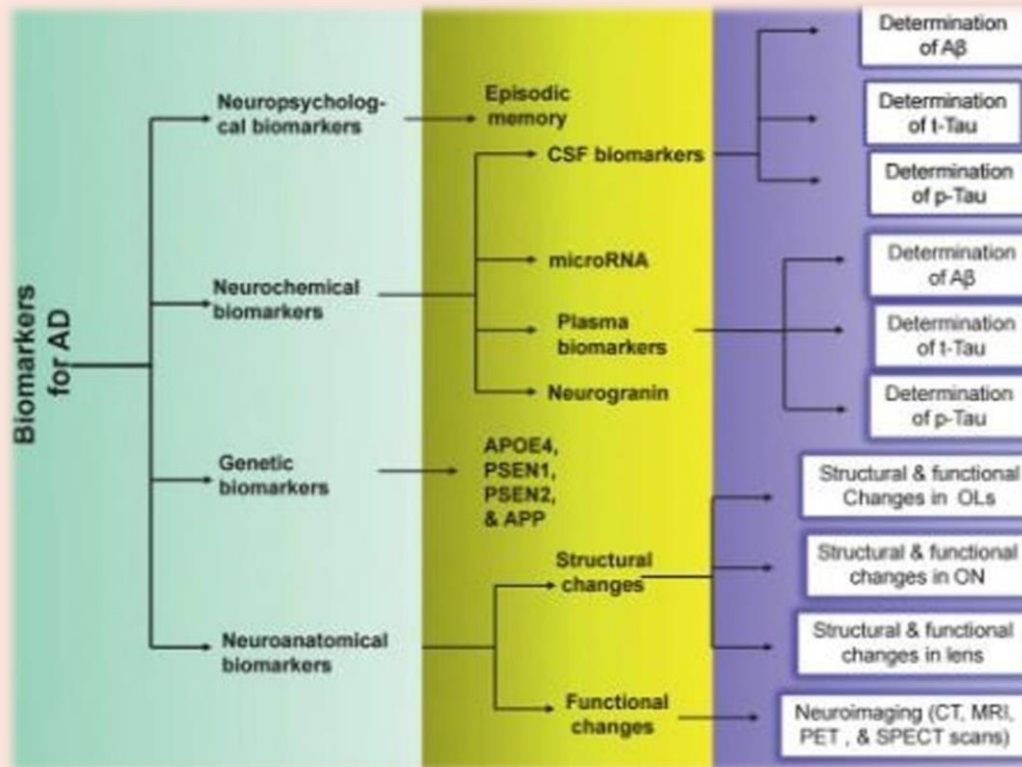 Biomarkers
for AD
Neuropsycholog-
cal biomarkers
Neurochemical
biomarkers
Genetic
biomarkers
Neuroanatomical
biomarkers
Episodic
memory
CSF biomarkers
microRNA
Plasma
biomarkers
Neurogranin
APOE4,
PSEN1,
PSEN2,
& APP
Structural
changes
Functional
changes
Determination
of Aβ
Determination
of t-Tau
Determination
of p-Tau
Determination
of Aβ
Determination
of t-Tau
Determination
of p-Tau
Structural & functional
Changes in OLs
Structural & functional
changes in ON
Structural & functional
changes in lens
Neuroimaging (CT, MRI,
PET , & SPECT scans)